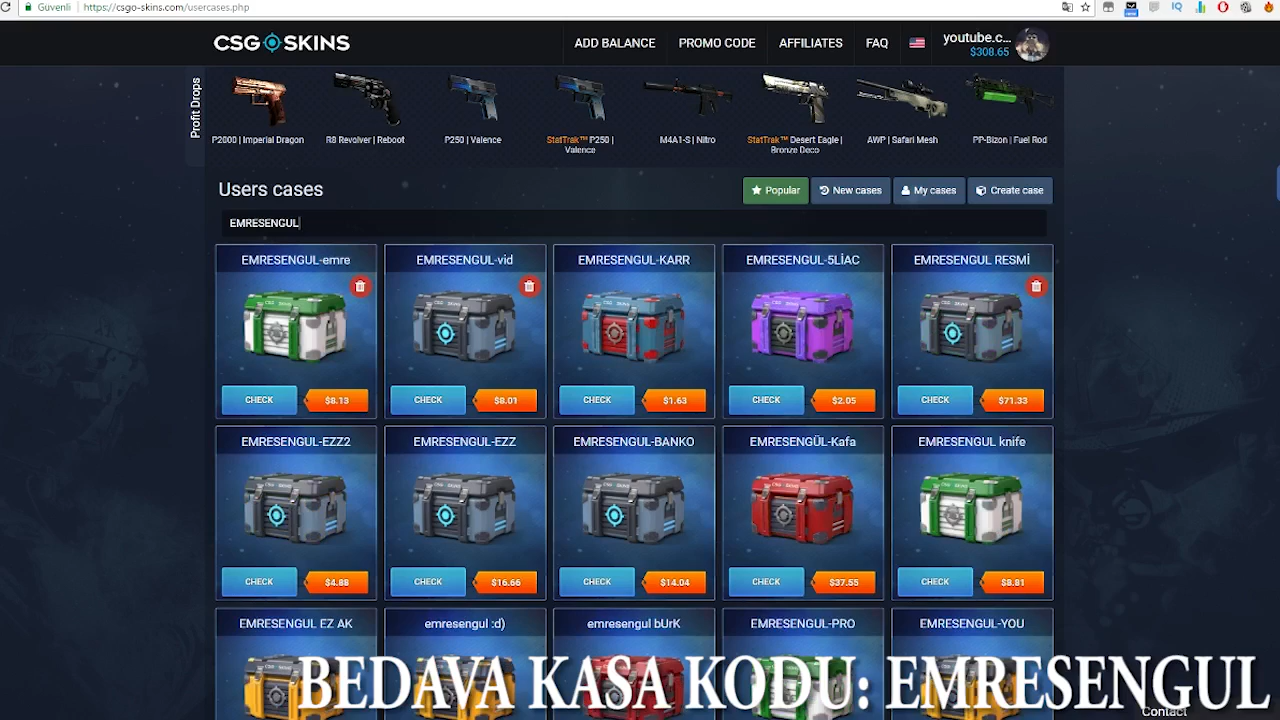 Güvenli
https://csgo-skins.com/usercases.php
CSGO SKINS
ADD BALANCE
PROMO CODE
AFFILIATES
FAQ
youtube.c...
$308.65
Profit Drops
P2000 | Imperial Dragon
R8 Revolver | Reboot
P250 | Valence
StatTrak™ P250 |
Valence
M4A1-S | Nitro
StatTrak™ Desert Eagle |
Bronze Deco
AWP | Safari Mesh
PP-Bizon | Fuel Rod
Users cases
Popular
New cases
My cases
Create case
EMRESENGUL
EMRESENGUL-emre
EMRESENGUL-vid
EMRESENGUL-KARR
EMRESENGUL-5LİAC
EMRESENGUL RESMİ
CHECK
$8.13
CHECK
$8.01
CHECK
$1.63
CHECK
$2.05
CHECK
$71.33
EMRESENGUL-EZZ2
EMRESENGUL-EZZ
EMRESENGUL-BANKO
EMRESENGÜL-Kafa
EMRESENGUL knife
CHECK
$4.88
CHECK
$16.66
CHECK
$14.04
CHECK
$37.55
CHECK
$8.81
EMRESENGUL EZ AK
emresengul :d)
emresengul bUrK
EMRESENGUL-PRO
EMRESENGUL-YOU
BEDAVA KASA KODU: EMRESENGUL
Contact